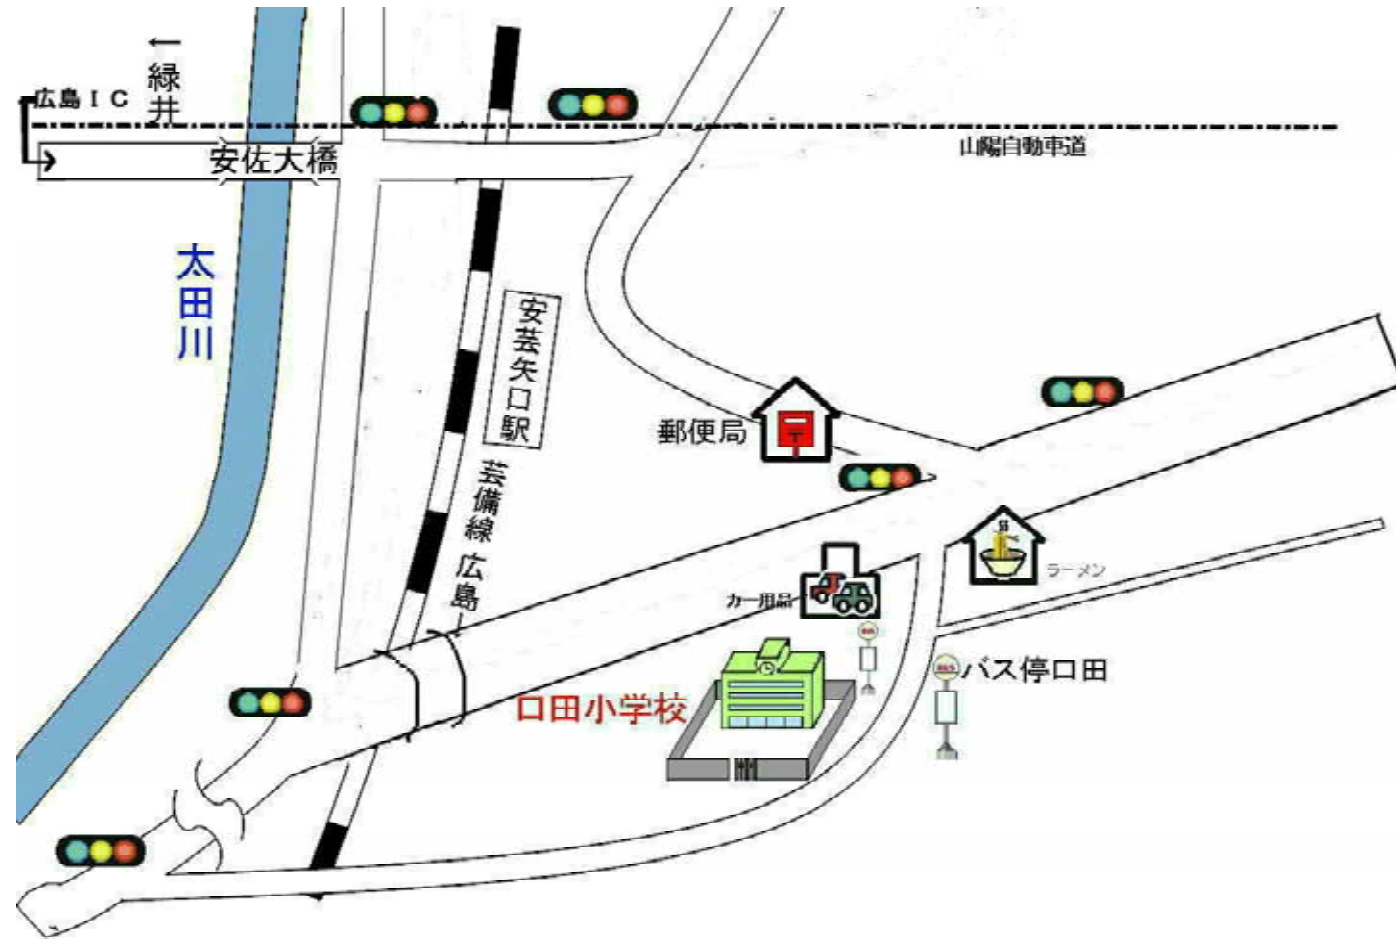 ←緑井
広島ＩＣ
安佐大橋
山陽自動車道
太田川
安芸矢口駅
芸備線 広島
郵便局
ラーメン
カー用品
口田小学校
バス停口田